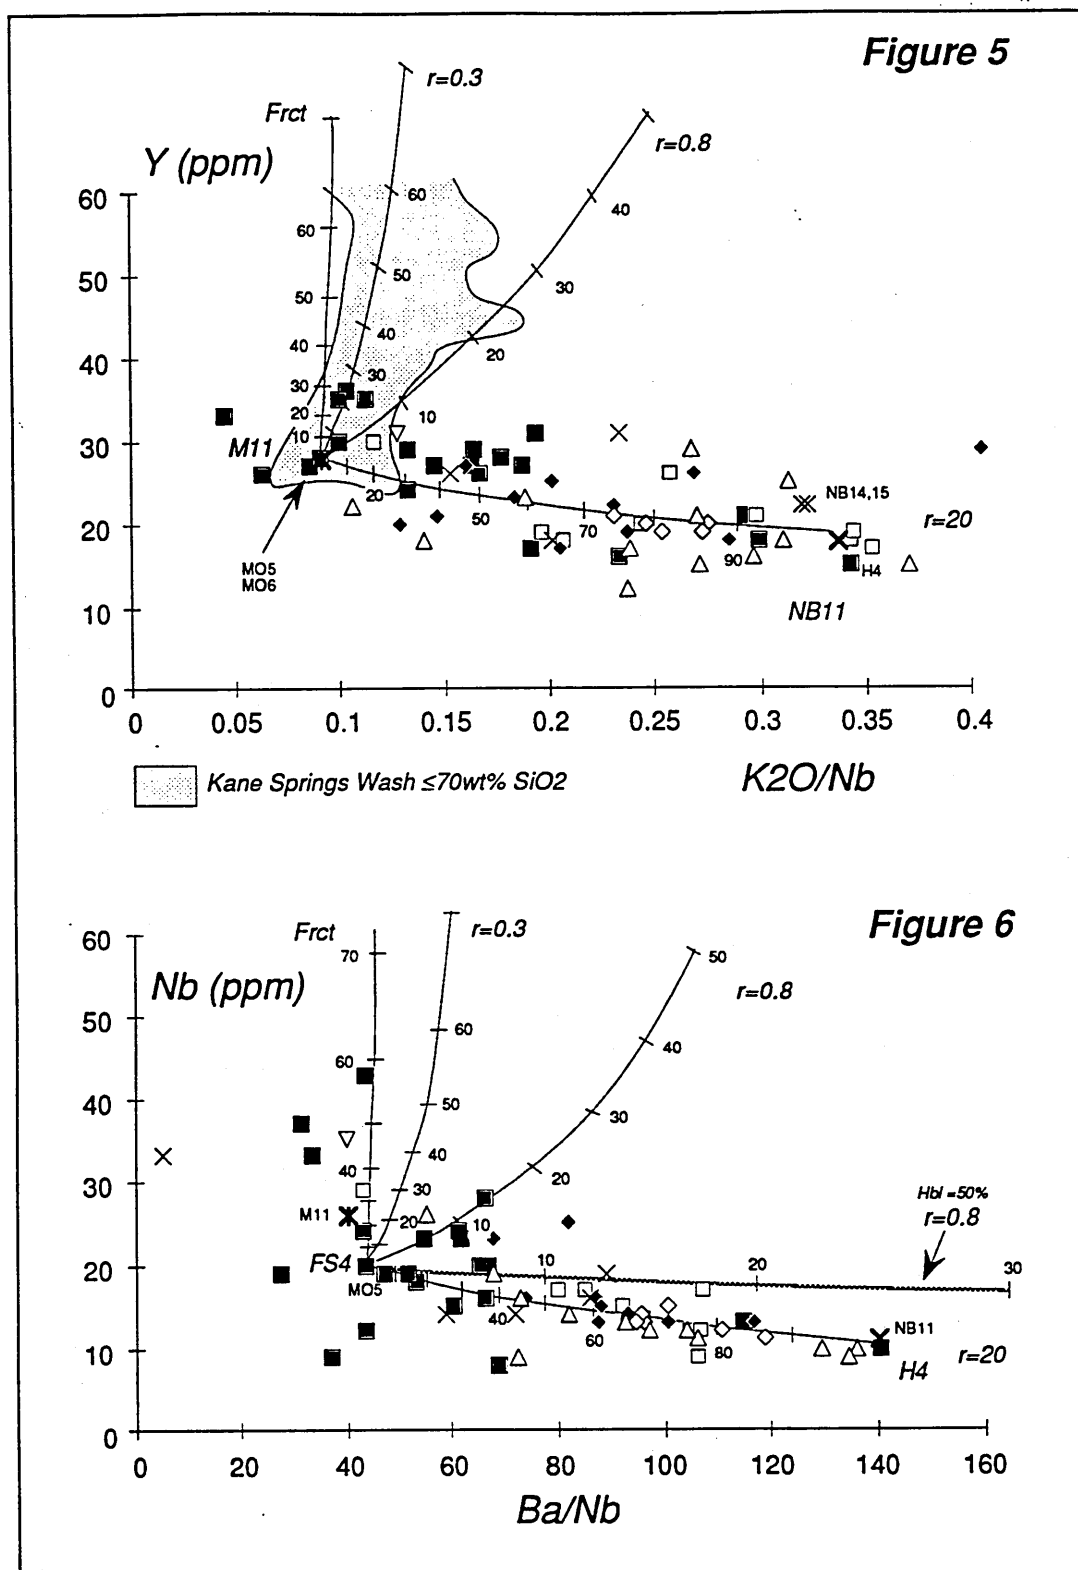 Figure 5
r=0.3
Frct
r=0.8
Y (ppm)
60
60
40
60
50
50
30
50
40
40
20
40
30
30
20
10
10
M11
30
20
50
70
NB14,15
r=20
20
90
H4
MO5
MO6
NB11
10
0
0 0.05 0.1 0.15 0.2 0.25 0.3 0.35 0.4
Kane Springs Wash ≤70wt% SiO2
K2O/Nb
Figure 6
Frct
r=0.3
60
70
50
r=0.8
Nb (ppm)
50
60
60
40
40
50
30
40
40
20
30
30
Hbl =50%
M11
20
10
r=0.8
FS4
20
10
20
30
MO5
40
60
80
NB11
10
H4
r=20
0
0 20 40 60 80 100 120 140 160
Ba/Nb